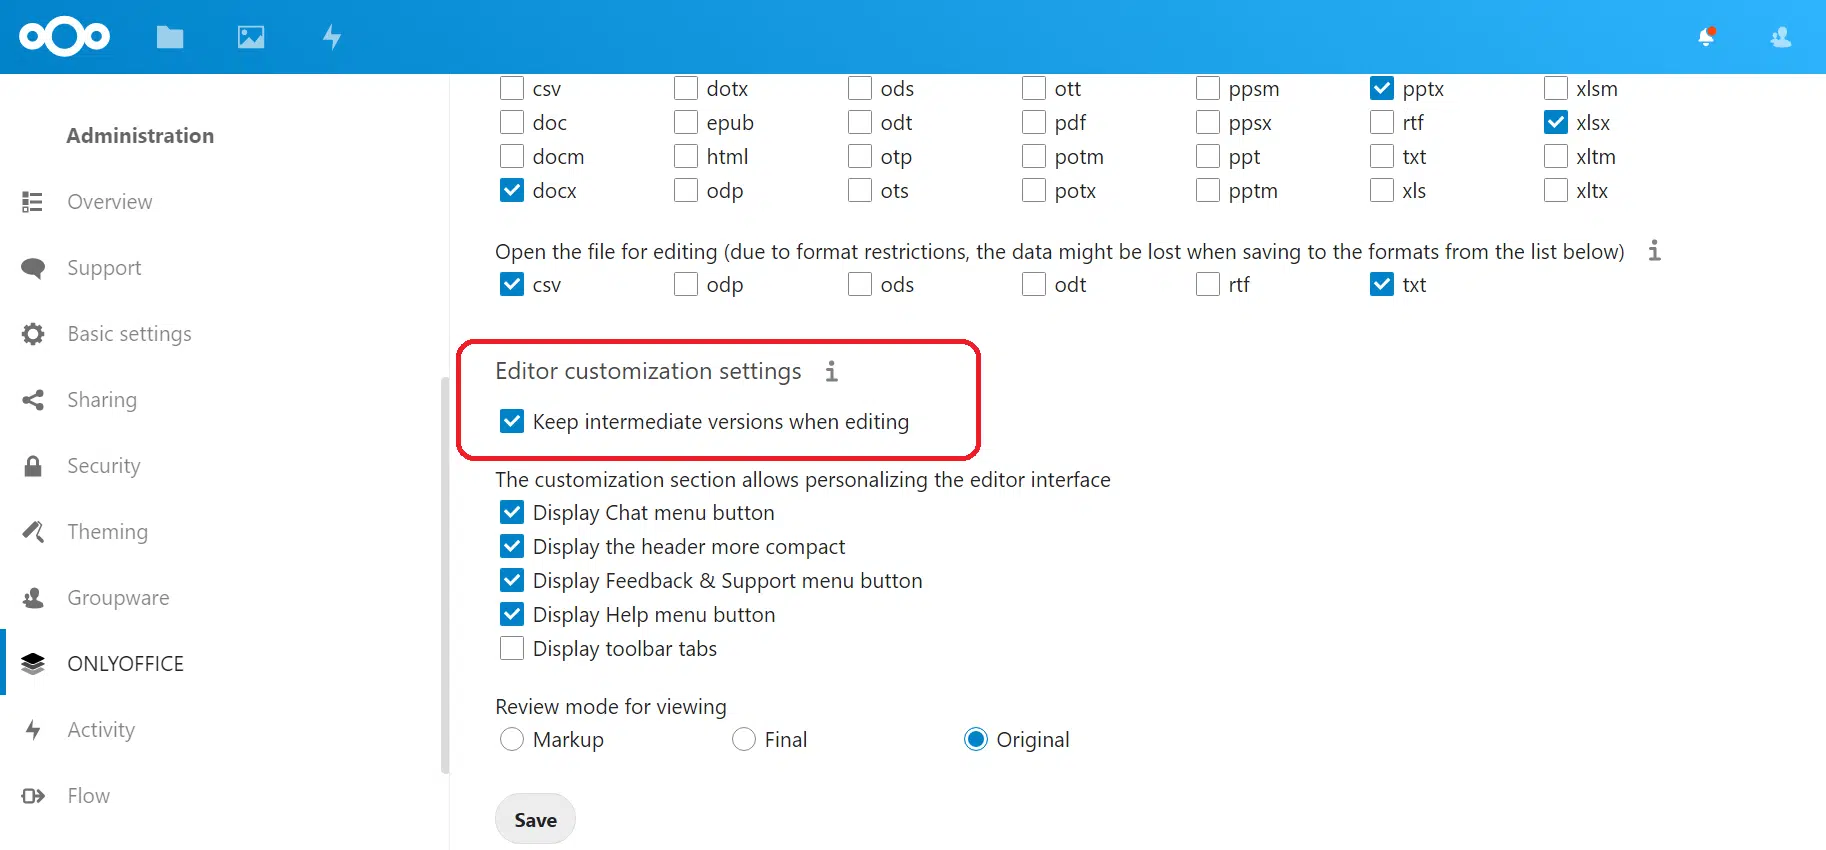 csv dotx ods ott ppsm pptx xlsm
Administration
doc epub odt pdf ppsx rtf xlsx
docm html otp potm ppt txt xltm
docx odp ots potx pptm xls xltx
Overview
Open the file for editing (due to format restrictions, the data might be lost when saving to the formats from the list below)
Support
csv odp ods odt rtf txt
Basic settings
Editor customization settings
Sharing
Keep intermediate versions when editing
Security
The customization section allows personalizing the editor interface
Display Chat menu button
Theming
Display the header more compact
Display Feedback & Support menu button
Groupware
Display Help menu button
Display toolbar tabs
ONLYOFFICE
Review mode for viewing
Activity
Markup Final Original
Flow
Save